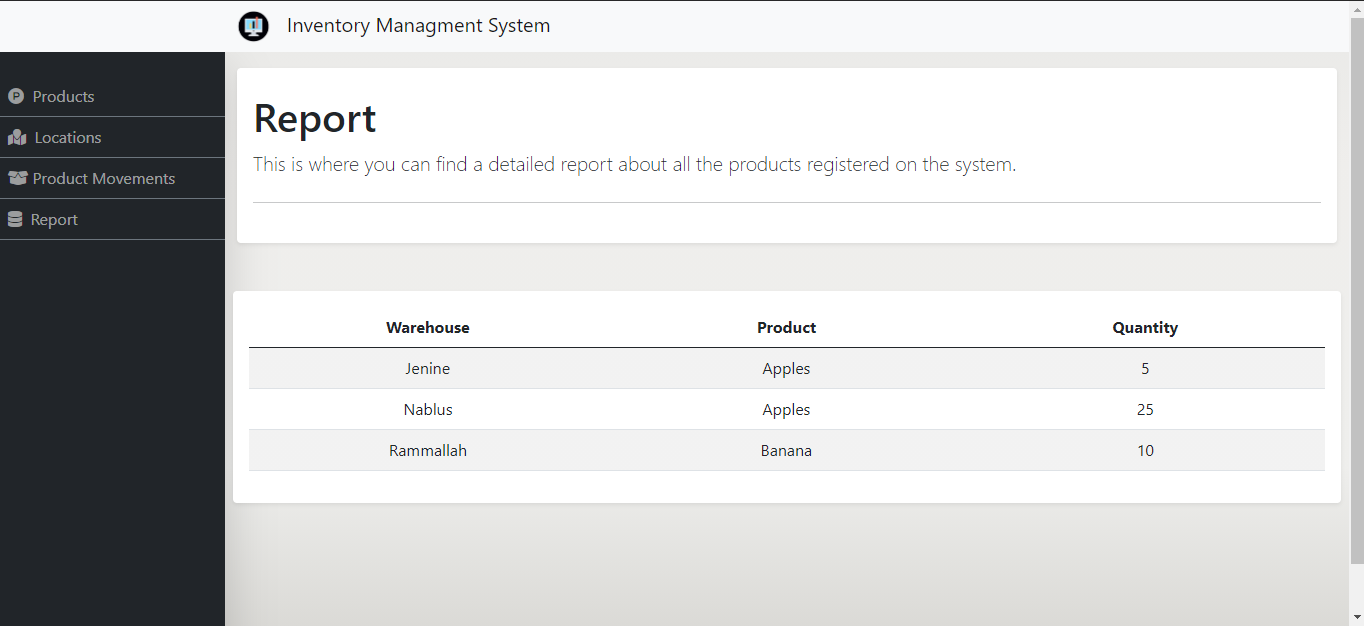 Inventory Managment System
Products
Locations
Product Movements
Report
Report
This is where you can find a detailed report about all the products registered on the system.
Warehouse Product Quantity
Jenine Apples 5
Nablus Apples 25
Rammallah Banana 10